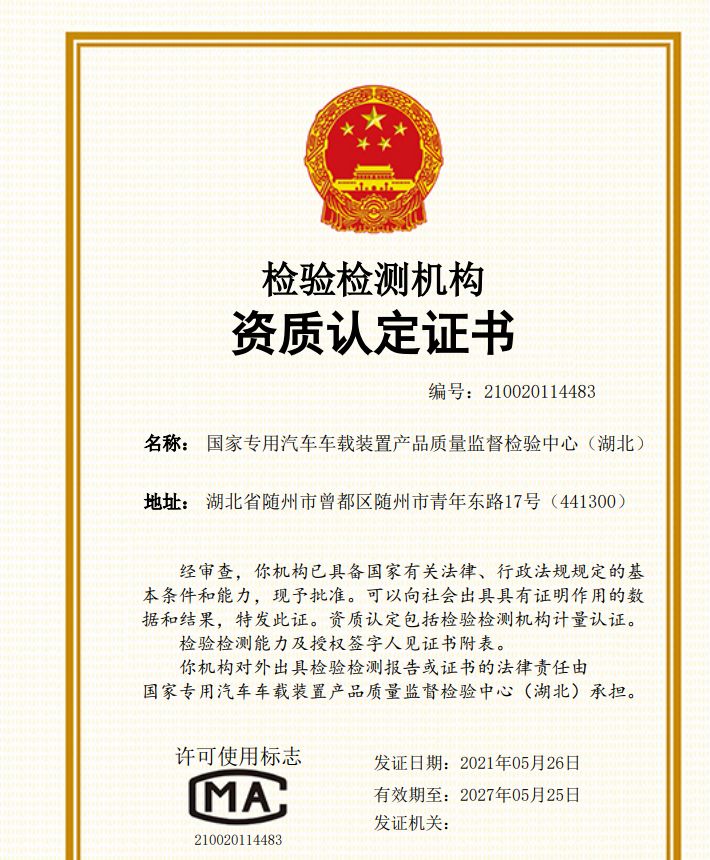 检验检测机构
资质认定证书
编号：210020114483
名称： 国家专用汽车车载装置产品质量监督检验中心（湖北）
地址： 湖北省随州市曾都区随州市青年东路17号（441300）
经审查，你机构已具备国家有关法律、行政法规规定的基
本条件和能力，现予批准。可以向社会出具具有证明作用的数
据和结果，特发此证。资质认定包括检验检测机构计量认证。
检验检测能力及授权签字人见证书附表。
你机构对外出具检验检测报告或证书的法律责任由
国家专用汽车车载装置产品质量监督检验中心（湖北）承担。
许可使用标志
MA
210020114483
发证日期：2021年05月26日
有效期至：2027年05月25日
发证机关：